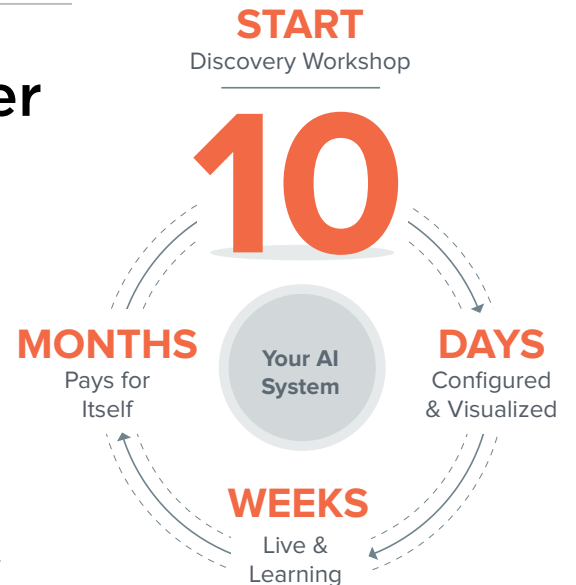 START
Discovery Workshop
er
10
MONTHS
Pays for
Itself
Your AI
System
DAYS
Configured
& Visualized
WEEKS
Live &
Learning